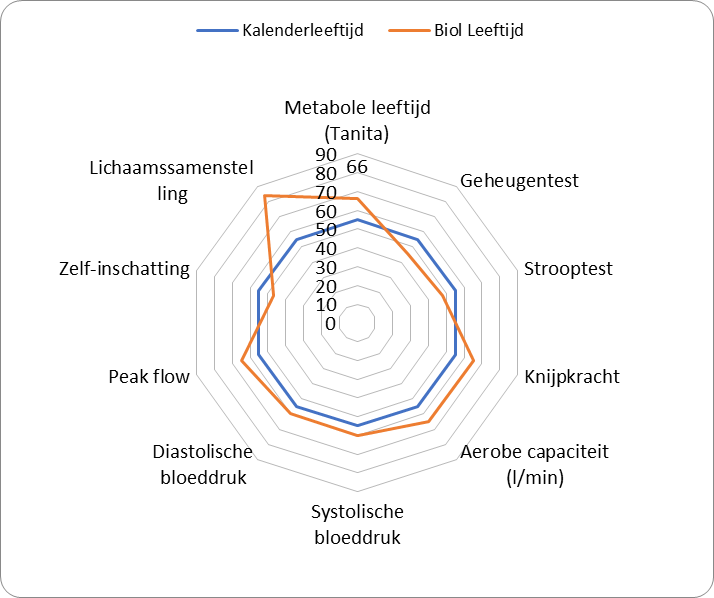 Kalenderleeftijd
Biol Leeftijd
Metabole leeftijd
(Tanita)
90
66
80
70
60
50
40
30
20
10
0
Geheugentest
Strooptest
Knijpkracht
Aerobe capaciteit
(l/min)
Systolische
bloeddruk
Diastolische
bloeddruk
Peak flow
Zelf-inschatting
Lichaamssamenstel
ling